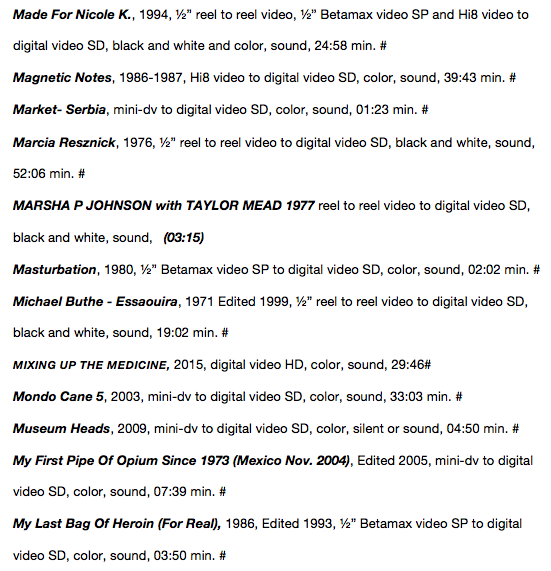 Made For Nicole K., 1994, ½” reel to reel video, ½” Betamax video SP and Hi8 video to
digital video SD, black and white and color, sound, 24:58 min. #
Magnetic Notes, 1986-1987, Hi8 video to digital video SD, color, sound, 39:43 min. #
Market- Serbia, mini-dv to digital video SD, color, sound, 01:23 min. #
Marcia Resznick, 1976, ½” reel to reel video to digital video SD, black and white, sound,
52:06 min. #
MARSHA P JOHNSON with TAYLOR MEAD 1977 reel to reel video to digital video SD,
black and white, sound, (03:15)
Masturbation, 1980, ½” Betamax video SP to digital video SD, color, sound, 02:02 min. #
Michael Buthe - Essaouira, 1971 Edited 1999, ½” reel to reel video to digital video SD,
black and white, sound, 19:02 min. #
MIXING UP THE MEDICINE, 2015, digital video HD, color, sound, 29:46#
Mondo Cane 5, 2003, mini-dv to digital video SD, color, sound, 33:03 min. #
Museum Heads, 2009, mini-dv to digital video SD, color, silent or sound, 04:50 min. #
My First Pipe Of Opium Since 1973 (Mexico Nov. 2004), Edited 2005, mini-dv to digital
video SD, color, sound, 07:39 min. #
My Last Bag Of Heroin (For Real), 1986, Edited 1993, ½” Betamax video SP to digital
video SD, color, sound, 03:50 min. #